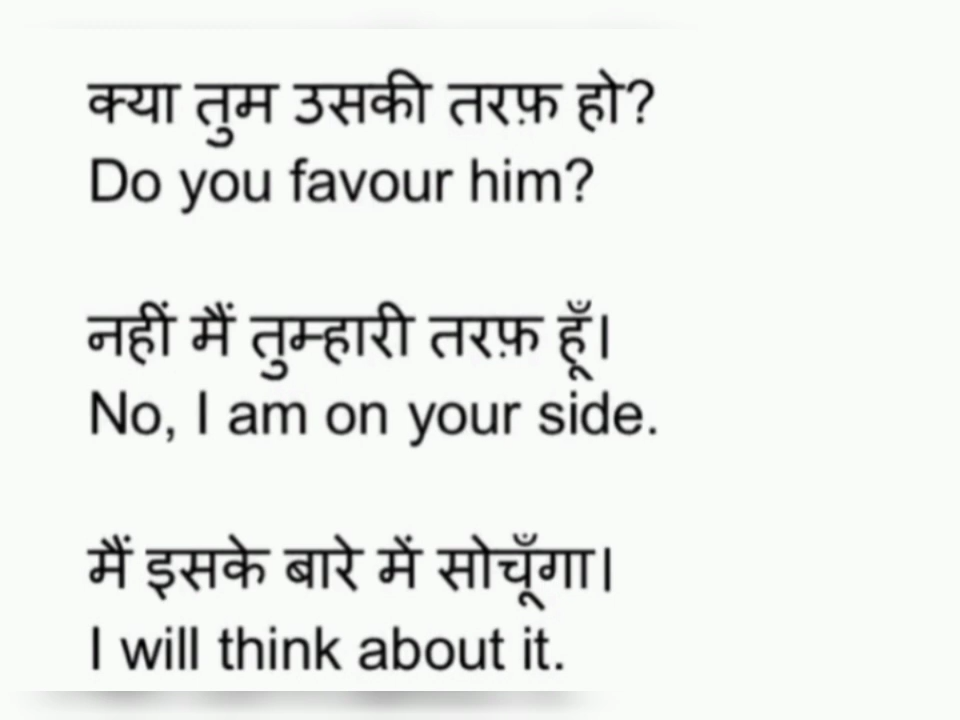 क्या तुम उसकी तरफ़ हो?
Do you favour him?
नहीं मैं तुम्हारी तरफ़ हूँ।
No, I am on your side.
मैं इसके बारे में सोचूँगा।
I will think about it.